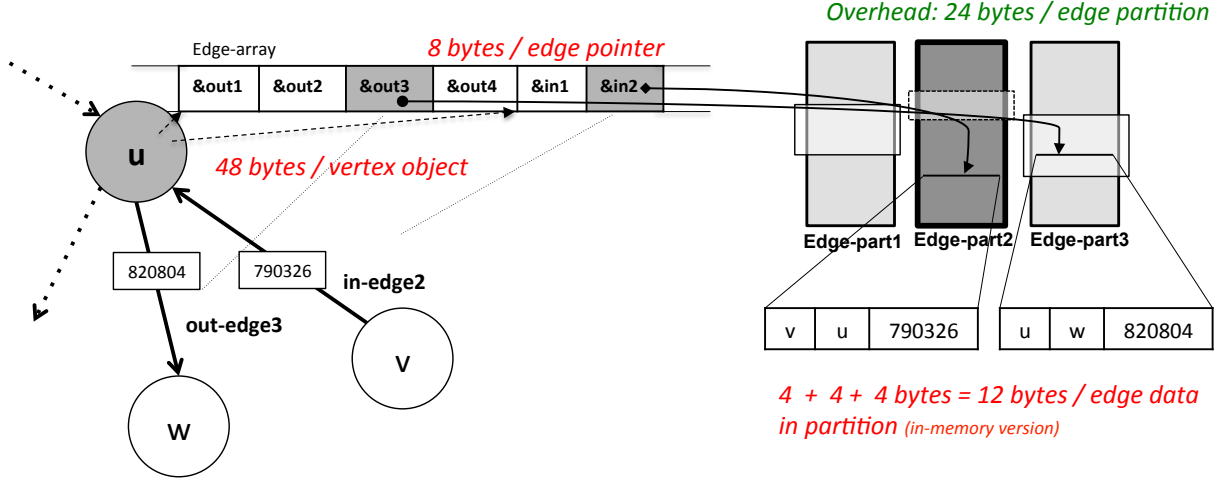 Overhead: 24 bytes / edge partition
Edge-array
8 bytes / edge pointer
&out1 &out2 &out3 &out4 &in1 &in2
u
48 bytes / vertex object
Edge-part1 Edge-part2 Edge-part3
820804
790326
in-edge2
out-edge3
v
w
v u 790326
u w 820804
4 + 4 + 4 bytes = 12 bytes / edge data
in partition (in-memory version)